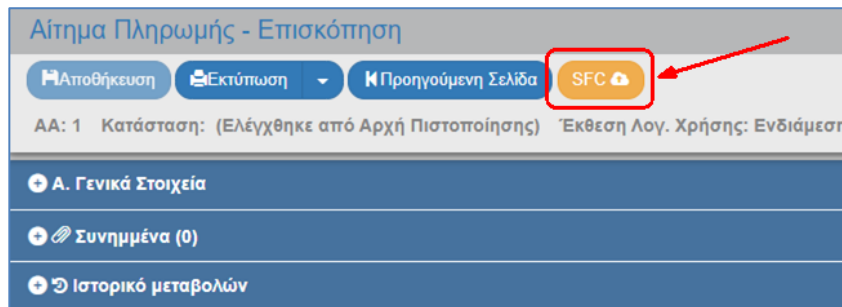 Αίτημα Πληρωμής - Επισκόπηση
Αποθήκευση Εκτύπωση Προηγούμενη Σελίδα SFC
ΑΑ: 1 Κατάσταση: (Ελέγχθηκε από Αρχή Πιστοποίησης) Έκθεση Λογ. Χρήσης: Ενδιάμεση
Α. Γενικά Στοιχεία
Συνημμένα (0)
Ιστορικό μεταβολών